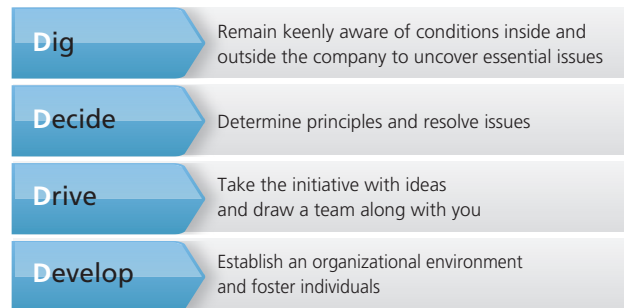 Dig
Remain keenly aware of conditions inside and
outside the company to uncover essential issues
Decide
Determine principles and resolve issues
Drive
Take the initiative with ideas
and draw a team along with you
Develop
Establish an organizational environment
and foster individuals